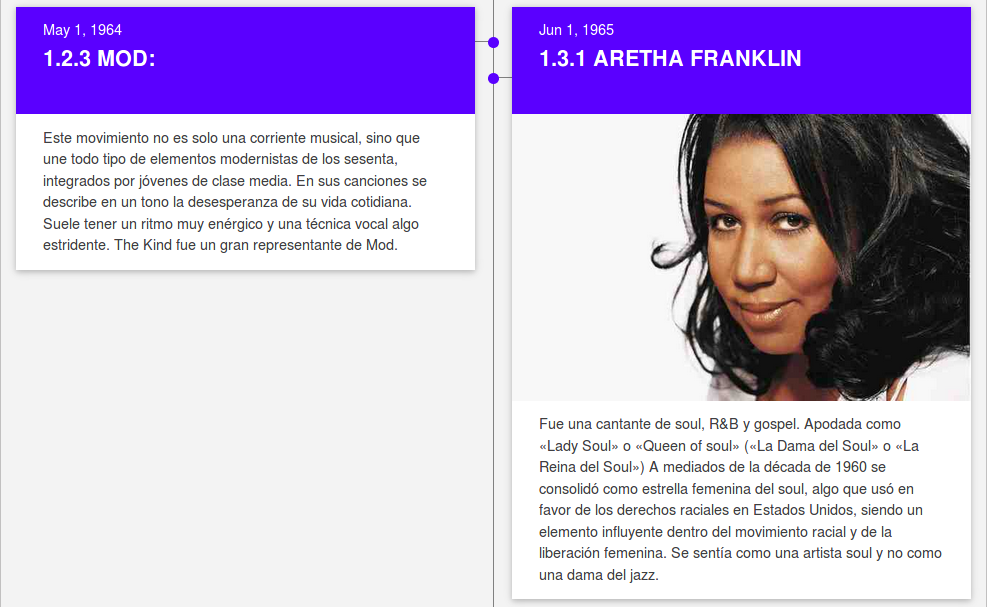 May 1, 1964
1.2.3 MOD:
Este movimiento no es solo una corriente musical, sino que
une todo tipo de elementos modernistas de los sesenta,
integrados por jóvenes de clase media. En sus canciones se
describe en un tono la desesperanza de su vida cotidiana.
Suele tener un ritmo muy enérgico y una técnica vocal algo
estridente. The Kind fue un gran representante de Mod.
Jun 1, 1965
1.3.1 ARETHA FRANKLIN
Fue una cantante de soul, R&B y gospel. Apodada como
«Lady Soul» o «Queen of soul» («La Dama del Soul» o «La
Reina del Soul») A mediados de la década de 1960 se
consolidó como estrella femenina del soul, algo que usó en
favor de los derechos raciales en Estados Unidos, siendo un
elemento influyente dentro del movimiento racial y de la
liberación femenina. Se sentía como una artista soul y no como
una dama del jazz.